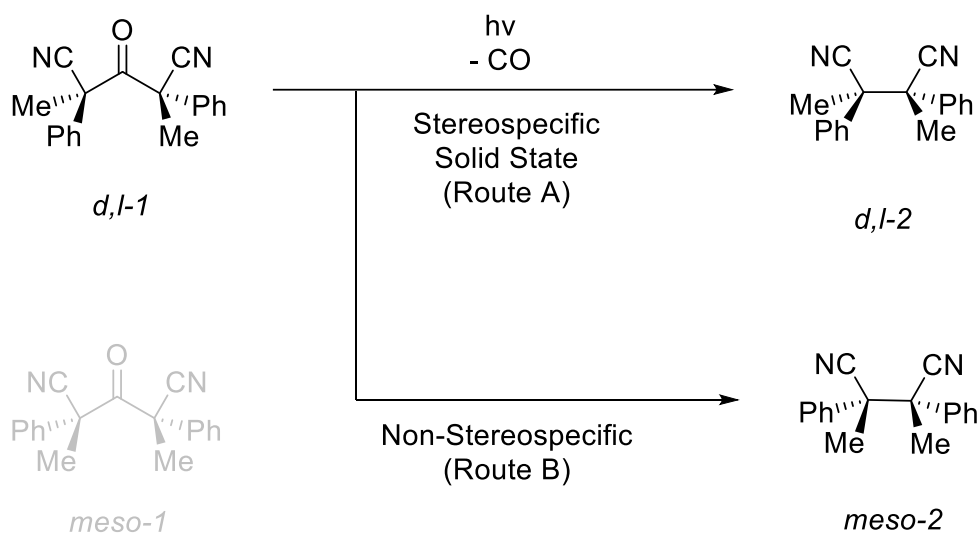 O
NC
CN
Me
Ph
Ph
Me
d,l-1
hv
- CO
Stereospecific
Solid State
(Route A)
NC
CN
Me
Ph
Ph
Me
d,l-2
O
NC
CN
Ph
Ph
Me
Me
meso-1
Non-Stereospecific
(Route B)
NC
CN
Ph
Ph
Me
Me
meso-2